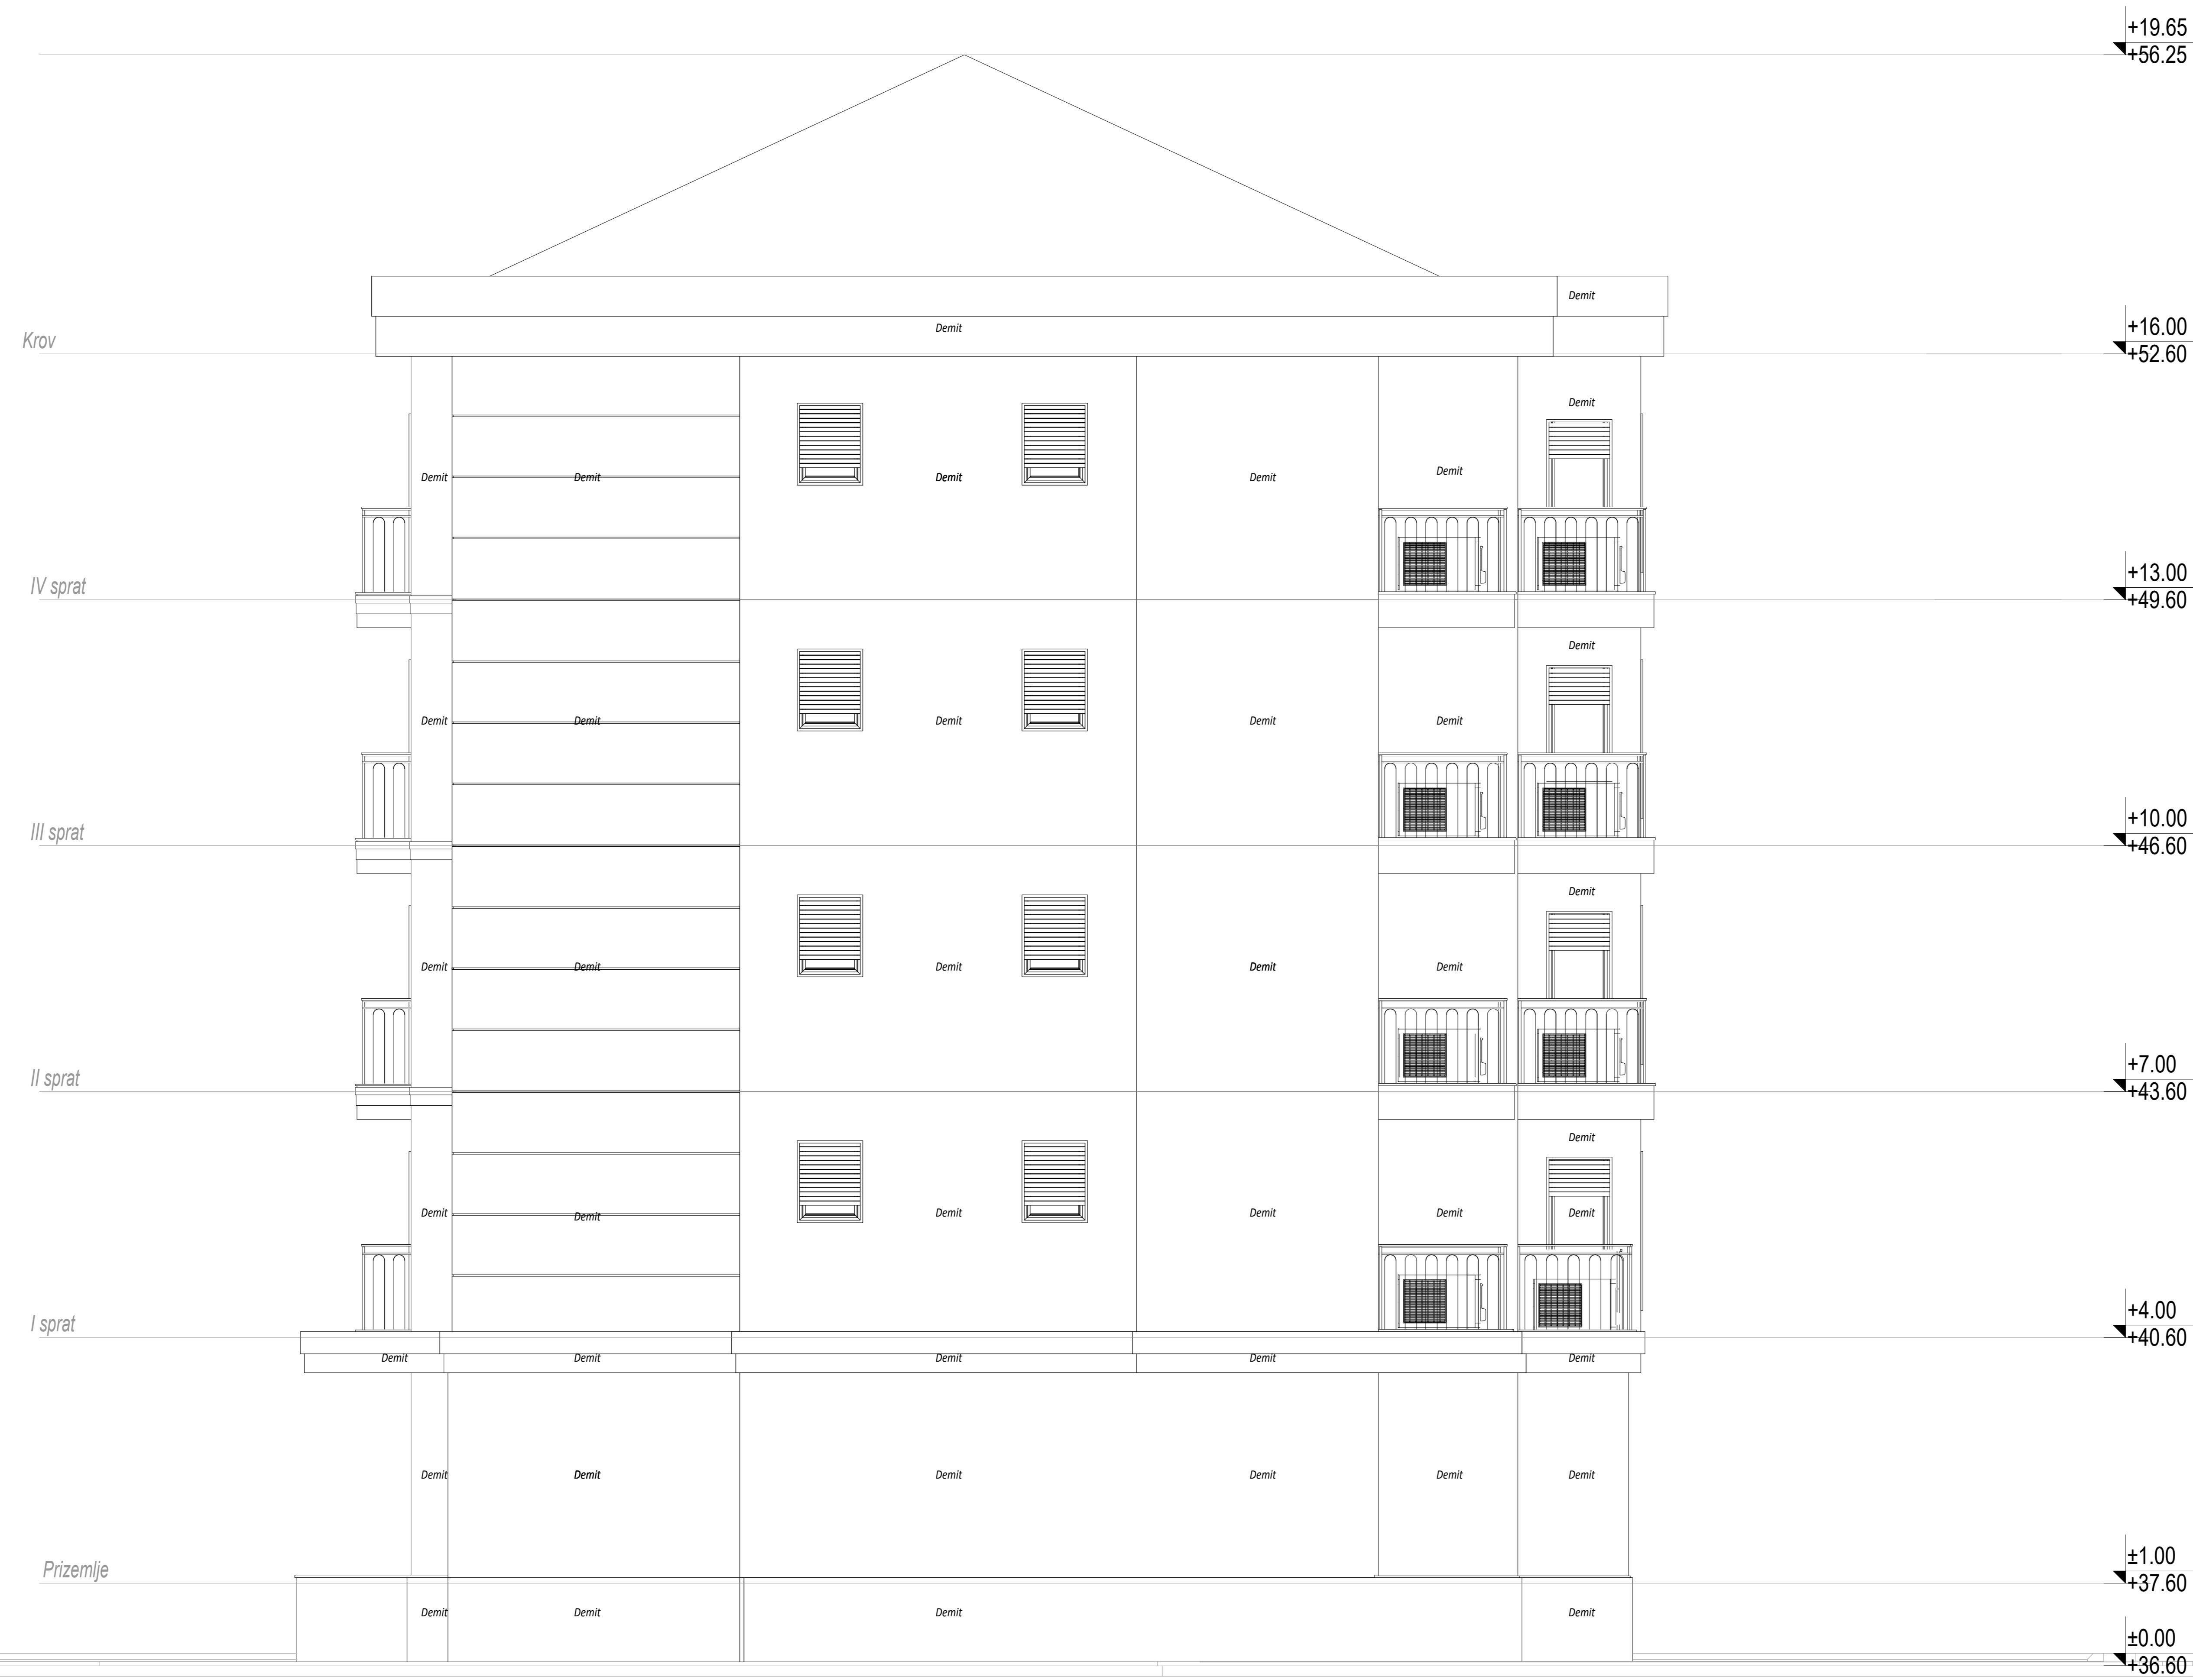 +19.65
+56.25
Demit
Krov
Demit
+16.00
+52.60
Demit
Demit
Demit Demit Demit Demit
IV sprat
+13.00
+49.60
Demit
Demit Demit Demit Demit Demit
III sprat
+10.00
+46.60
Demit
Demit Demit Demit Demit Demit
II sprat
+7.00
+43.60
Demit
Demit Demit Demit Demit Demit Demit
I sprat
+4.00
+40.60
Demit Demit Demit Demit Demit
Demit Demit Demit Demit Demit Demit
Prizemlje
±1.00
+37.60
Demit Demit Demit Demit
±0.00
+36.60